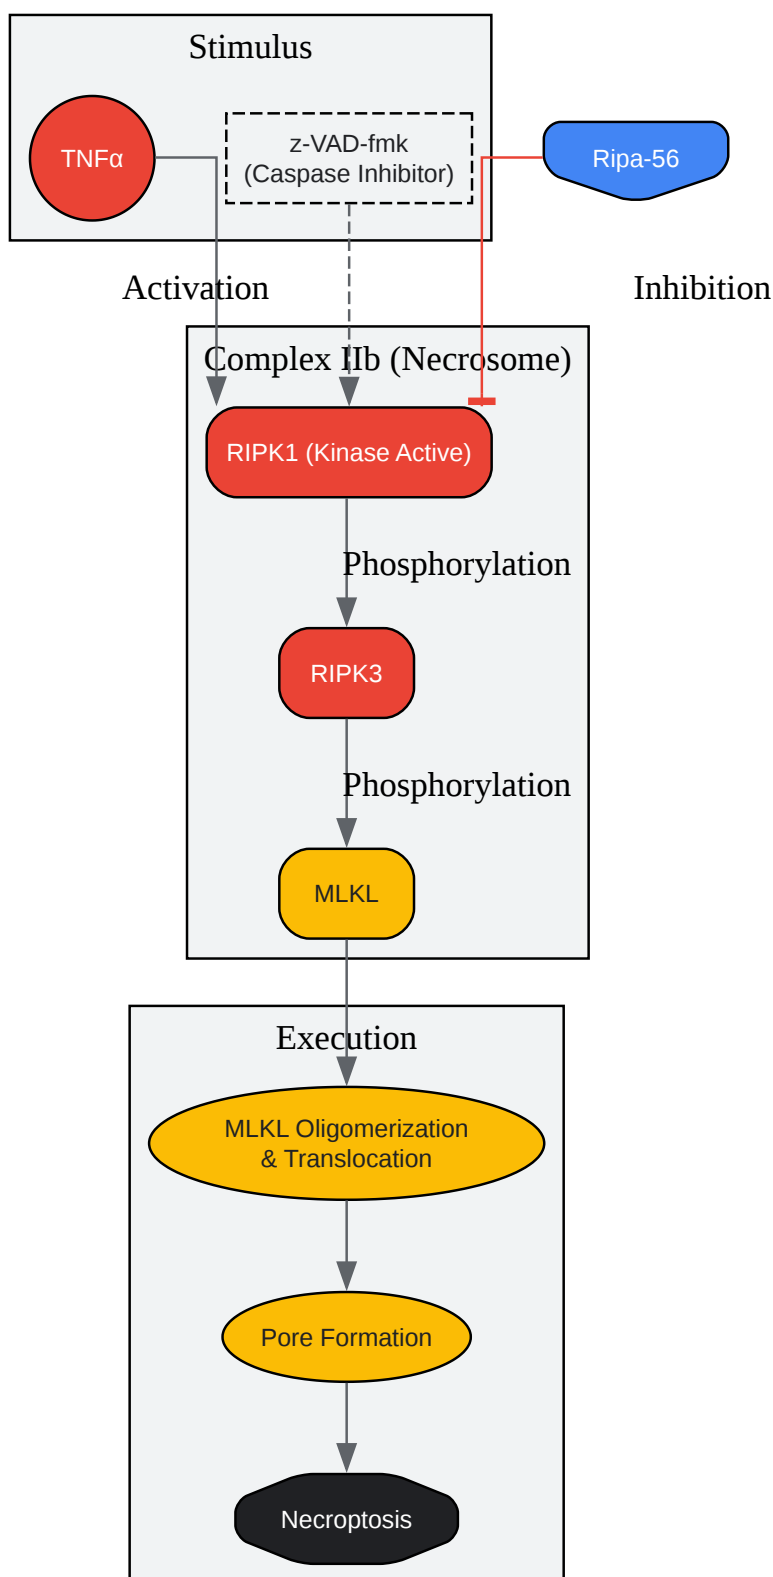 Stimulus
TNFα
z-VAD-fmk
(Caspase Inhibitor)
Ripa-56
Activation
Inhibition
Complex IIb (Necrosome)
RIPK1 (Kinase Active)
Phosphorylation
RIPK3
Phosphorylation
MLKL
Execution
MLKL Oligomerization
& Translocation
Pore Formation
Necroptosis